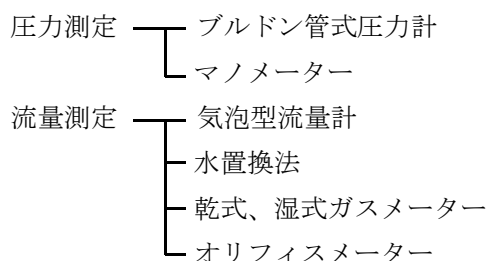 圧力測定 ブルドン管式圧力計
マノメーター
流量測定 気泡型流量計
水置換法
乾式、湿式ガスメーター
オリフィスメーター